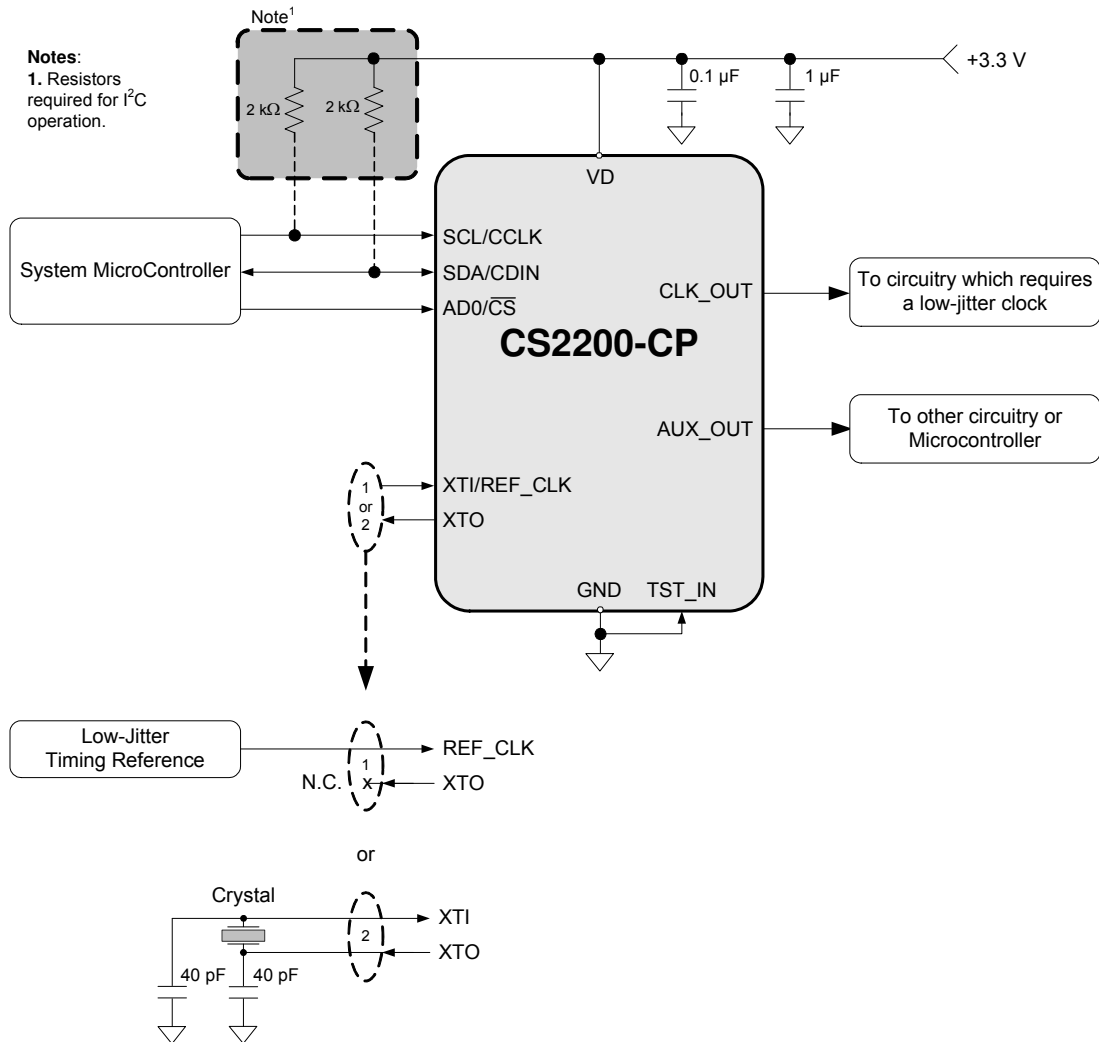 Note¹
Notes:
1. Resistors
required for I²C
operation.
2 kΩ
2 kΩ
0.1 µF
1 µF
+3.3 V
VD
System MicroController
SCL/CCLK
SDA/CDIN
AD0/C̅S̅
CLK_OUT
To circuitry which requires
a low-jitter clock
CS2200-CP
AUX_OUT
To other circuitry or
Microcontroller
1
or
2
XTI/REF_CLK
XTO
GND
TST_IN
Low-Jitter
Timing Reference
1
REF_CLK
N.C.
x
XTO
or
Crystal
2
XTI
XTO
40 pF
40 pF